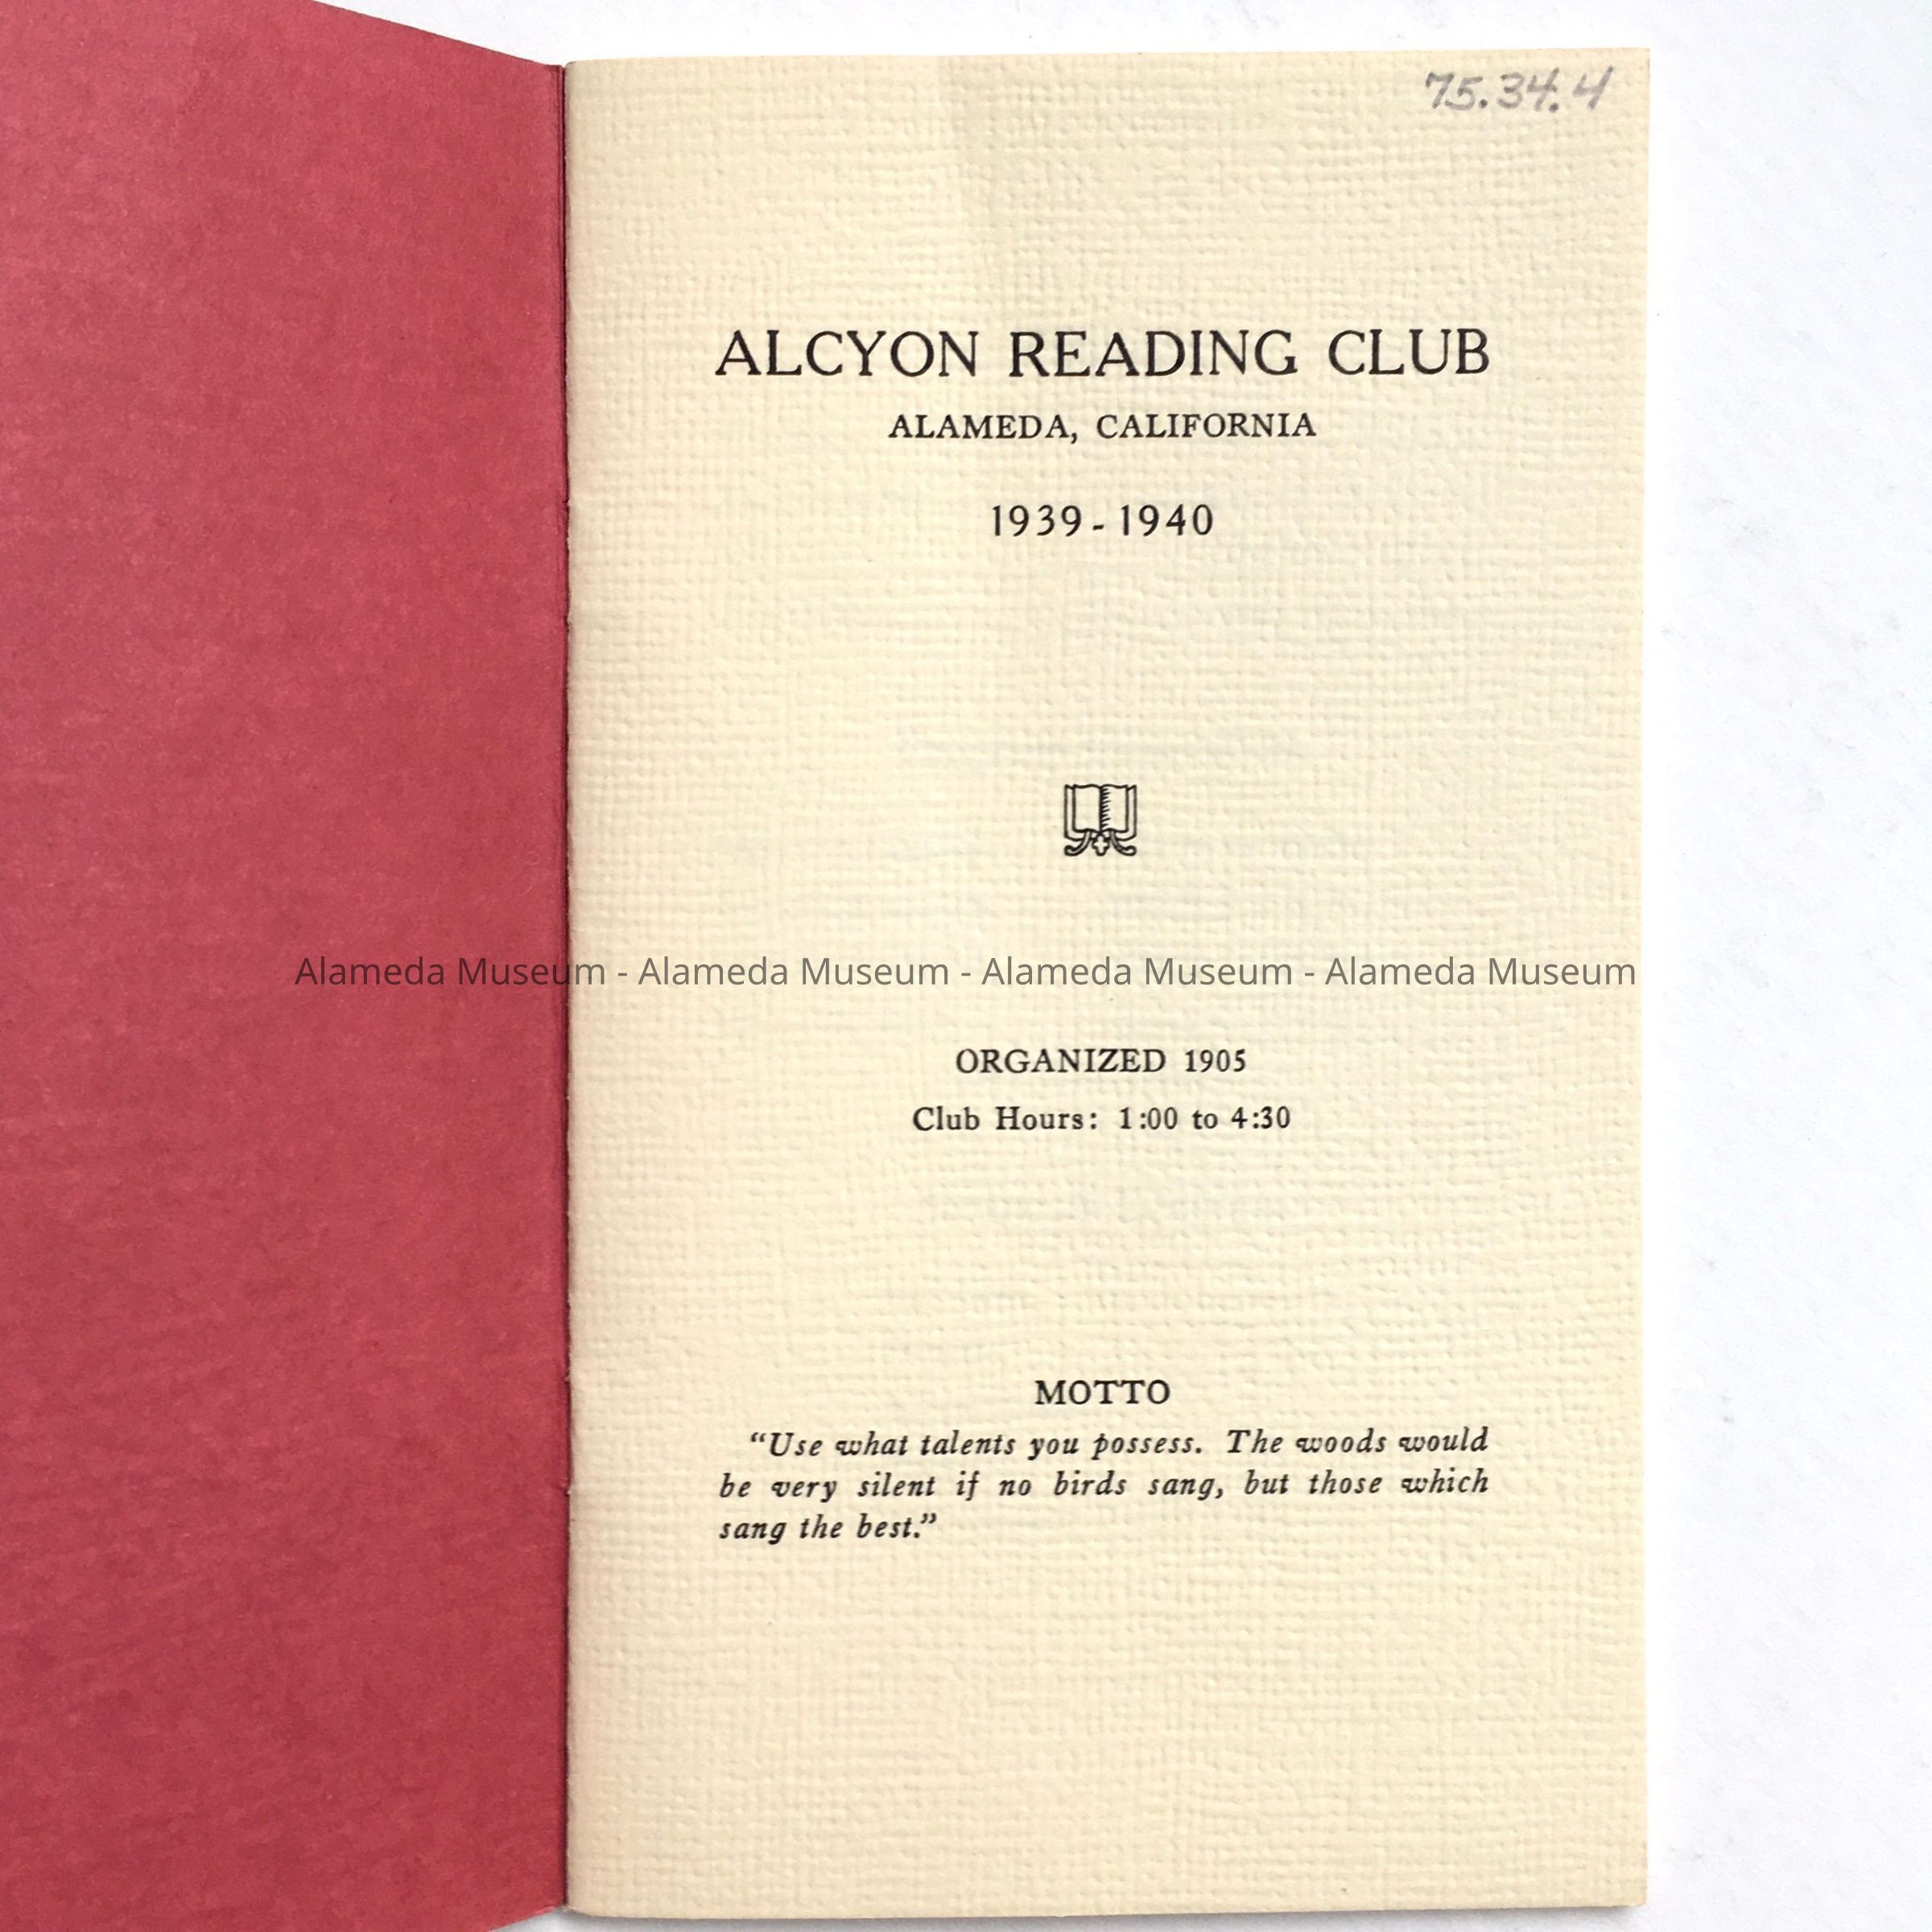 75.34.4
ALCYON READING CLUB
ALAMEDA, CALIFORNIA
1939-1940
Alameda Museum - Alameda Museum - Alameda Museum - Alameda Museum
ORGANIZED 1905
Club Hours: 1:00 to 4:30
MOTTO
“Use what talents you possess. The woods would
be very silent if no birds sang, but those which
sang the best.”